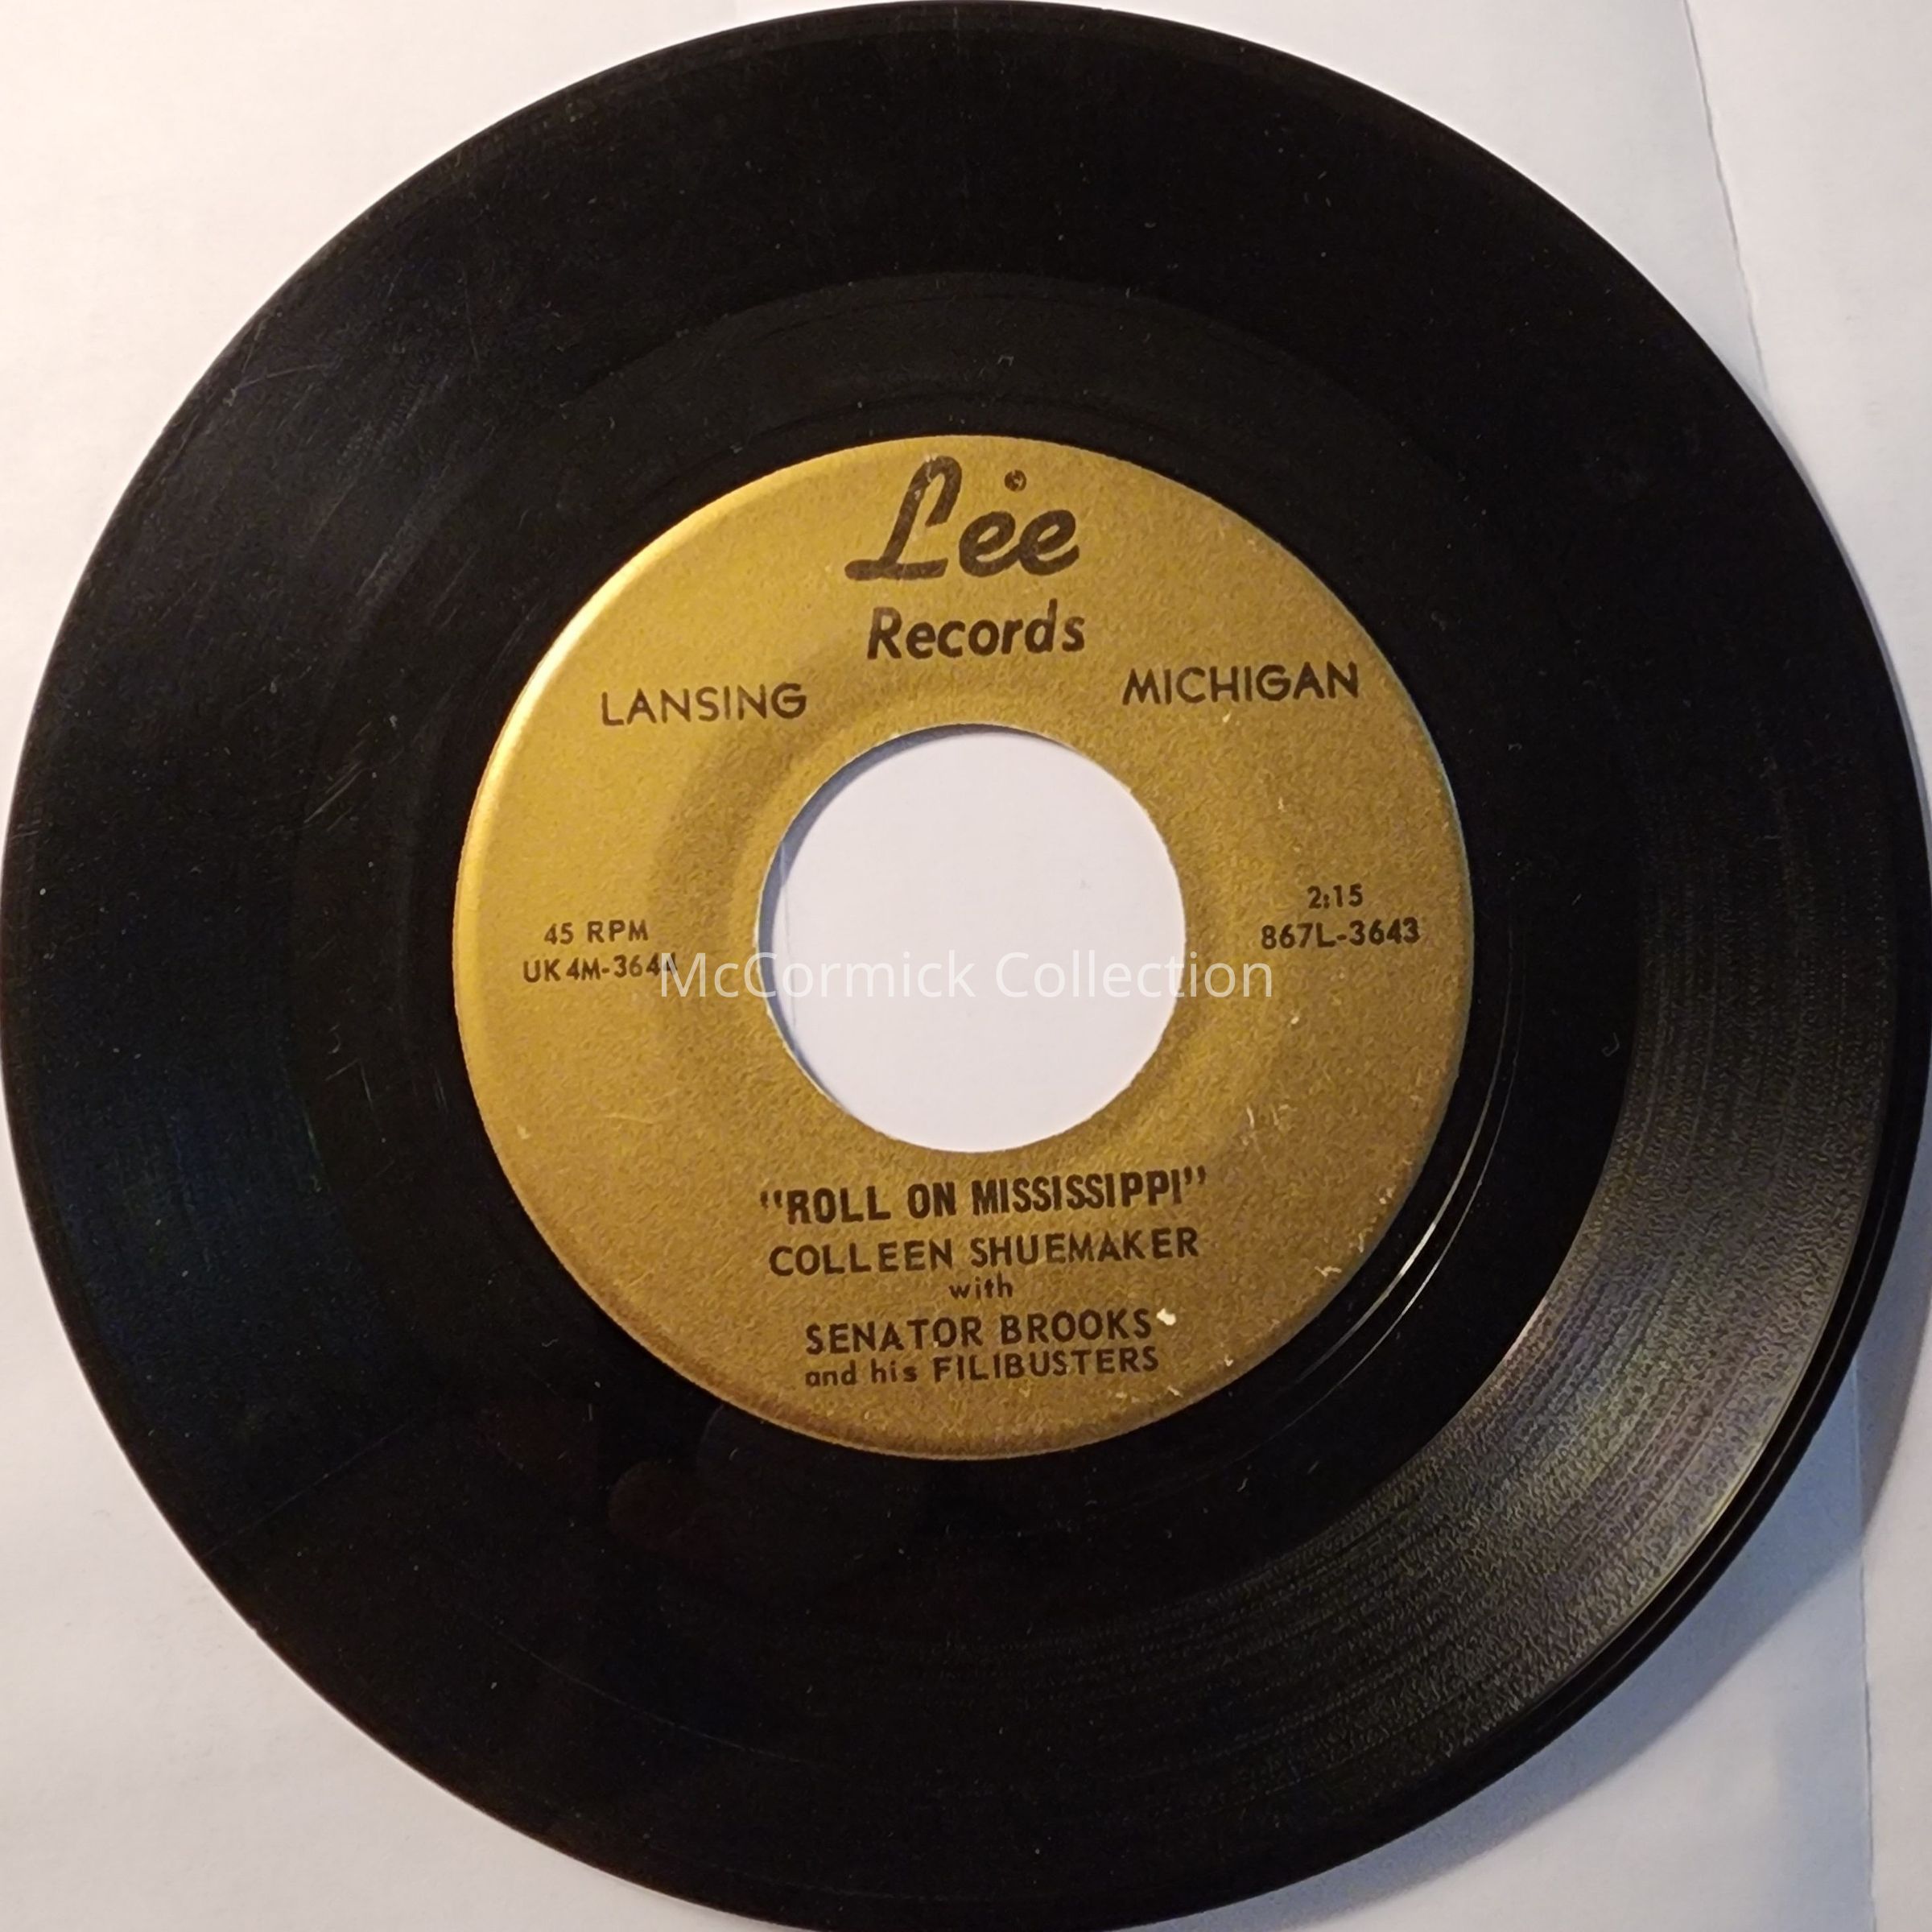 Lee
Records
LANSING MICHIGAN
2:15
45 RPM 867L-3643
UK4M-3644
McCormick Collection
"ROLL ON MISSISSIPPI"
COLLEEN SHUEMAKER
with
SENATOR BROOKS
and his FILIBUSTERS